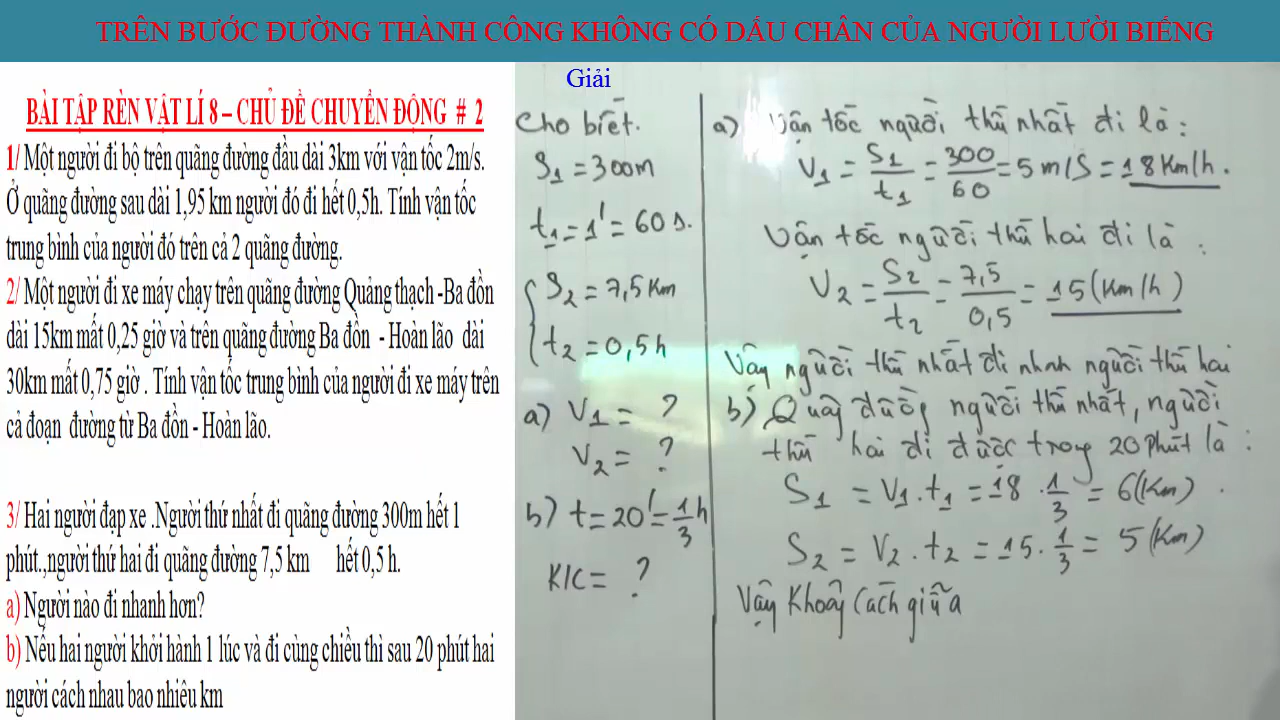 TRÊN BƯỚC ĐƯỜNG THÀNH CÔNG KHÔNG CÓ DẤU CHÂN CỦA NGƯỜI LƯỜI BIẾNG
BÀI TẬP RÈN VẬT LÍ 8 – CHỦ ĐỀ CHUYỂN ĐỘNG # 2
1/ Một người đi bộ trên quãng đường đầu dài 3km với vận tốc 2m/s.
Ở quãng đường sau dài 1,95 km người đó đi hết 0,5h. Tính vận tốc
trung bình của người đó trên cả 2 quãng đường.
2/ Một người đi xe máy chạy trên quãng đường Quảng thạch -Ba đồn
dài 15km mất 0,25 giờ và trên quãng đường Ba đồn - Hoàn lão dài
30km mất 0,75 giờ . Tính vận tốc trung bình của người đi xe máy trên
cả đoạn đường từ Ba đồn - Hoàn lão.
3/ Hai người đạp xe .Người thứ nhất đi quãng đường 300m hết 1
phút.,người thứ hai đi quãng đường 7,5 km hết 0,5 h.
a) Người nào đi nhanh hơn?
b) Nếu hai người khởi hành 1 lúc và đi cùng chiều thì sau 20 phút hai
người cách nhau bao nhiêu km
Giải
Cho biết.
S1 = 300m
t1 = 1' = 60 s.
S2 = 7,5 Km
t2 = 0,5 h
a) V1 = ?
V2 = ?
b) t = 20' = 1/3 h
K/C = ?
a) Vận tốc người thứ nhất đi là :
V1 = S1/t1 = 300/60 = 5 m/s = 18 Km/h .
Vận tốc người thứ hai đi là :
V2 = S2/t2 = 7,5/0,5 = 15 (Km/h)
Vậy người thứ nhất đi nhanh người thứ hai
b) Quãy đường người thứ nhất, người
thứ hai đi được trong 20 phút là :
S1 = V1 . t1 = 18 . 1/3 = 6 (Km) .
S2 = V2 . t2 = 15 . 1/3 = 5 (Km)
Vậy Khoảy Cách giữa